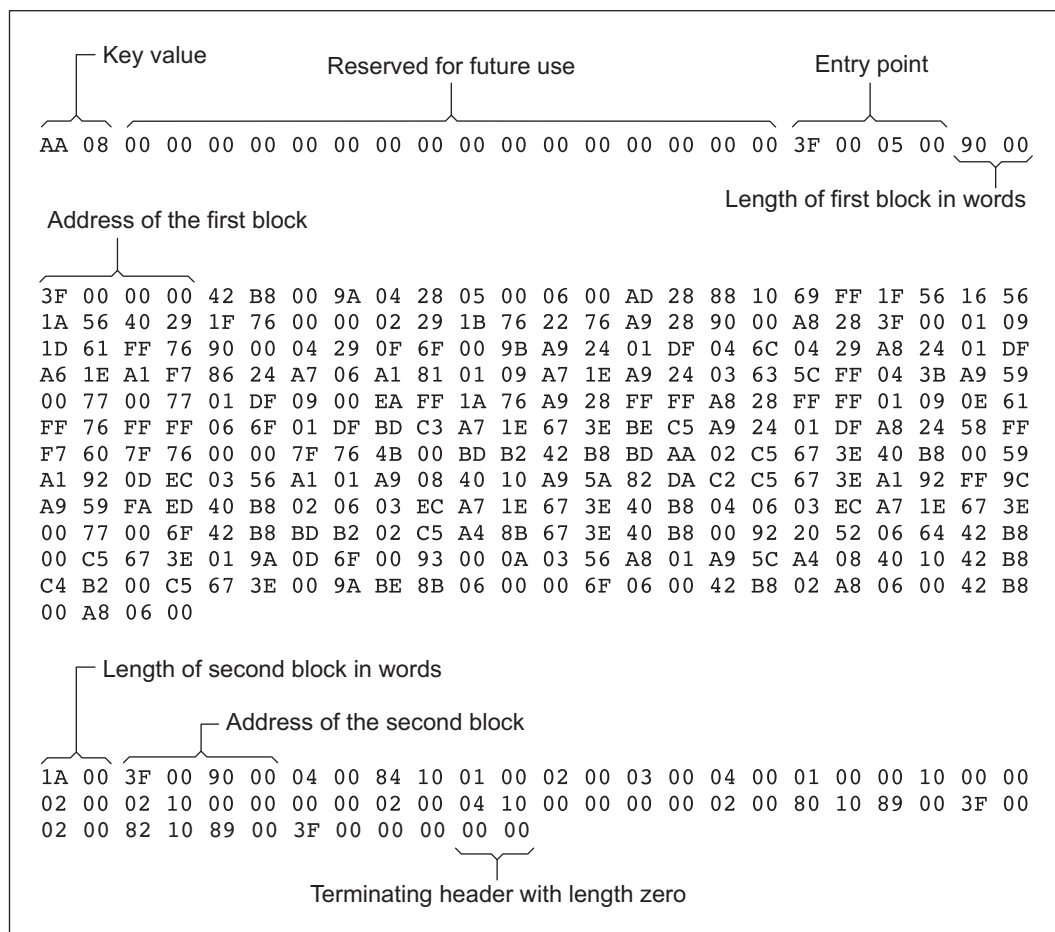 Key value
Reserved for future use
Entry point
AA 08 00 00 00 00 00 00 00 00 00 00 00 00 00 00 00 00 3F 00 05 00 90 00
Length of first block in words
Address of the first block
3F 00 00 00 42 B8 00 9A 04 28 05 00 06 00 AD 28 88 10 69 FF 1F 56 16 56
1A 56 40 29 1F 76 00 00 02 29 1B 76 22 76 A9 28 90 00 A8 28 3F 00 01 09
1D 61 FF 76 90 00 04 29 0F 6F 00 9B A9 24 01 DF 04 6C 04 29 A8 24 01 DF
A6 1E A1 F7 86 24 A7 06 A1 81 01 09 A7 1E A9 24 03 63 5C FF 04 3B A9 59
00 77 00 77 01 DF 09 00 EA FF 1A 76 A9 28 FF FF A8 28 FF FF 01 09 0E 61
FF 76 FF FF 06 6F 01 DF BD C3 A7 1E 67 3E BE C5 A9 24 01 DF A8 24 58 FF
F7 60 7F 76 00 00 7F 76 4B 00 BD B2 42 B8 BD AA 02 C5 67 3E 40 B8 00 59
A1 92 0D EC 03 56 A1 01 A9 08 40 10 A9 5A 82 DA C2 C5 67 3E A1 92 FF 9C
A9 59 FA ED 40 B8 02 06 03 EC A7 1E 67 3E 40 B8 04 06 03 EC A7 1E 67 3E
00 77 00 6F 42 B8 BD B2 02 C5 A4 8B 67 3E 40 B8 00 92 20 52 06 64 42 B8
00 C5 67 3E 01 9A 0D 6F 00 93 00 0A 03 56 A8 01 A9 5C A4 08 40 10 42 B8
C4 B2 00 C5 67 3E 00 9A BE 8B 06 00 00 6F 06 00 42 B8 02 A8 06 00 42 B8
00 A8 06 00
Length of second block in words
Address of the second block
1A 00 3F 00 90 00 04 00 84 10 01 00 02 00 03 00 04 00 01 00 00 10 00 00
02 00 02 10 00 00 00 00 02 00 04 10 00 00 00 00 02 00 80 10 89 00 3F 00
02 00 82 10 89 00 3F 00 00 00 00 00
Terminating header with length zero